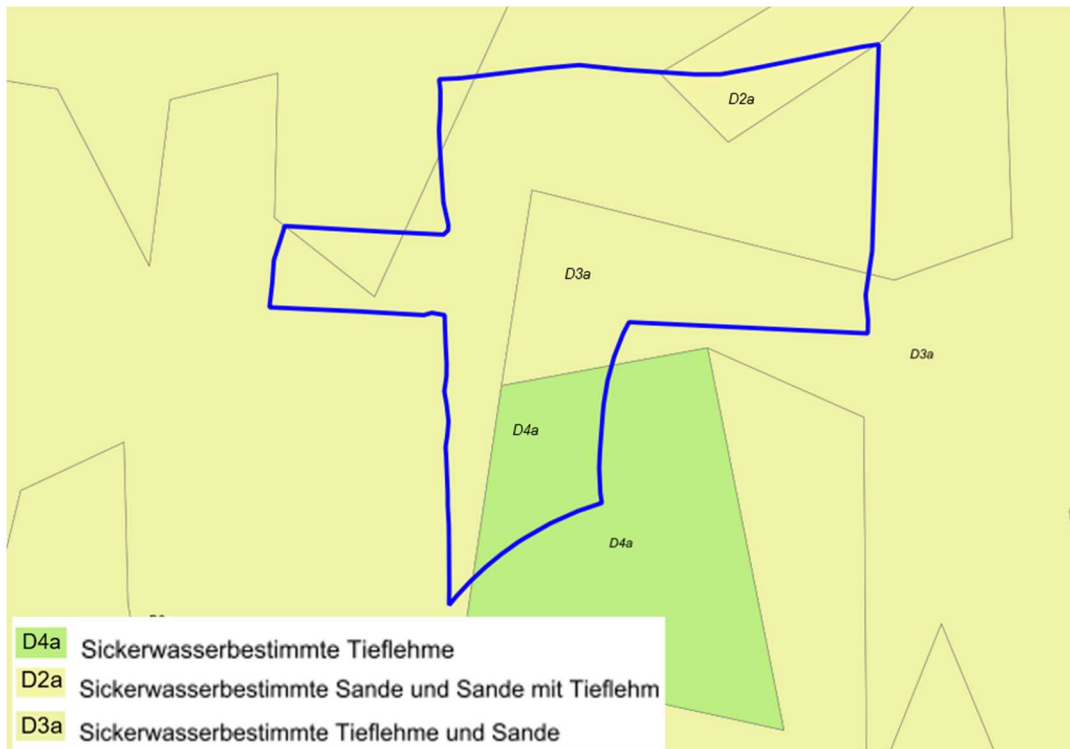 D2a
D3a
D3a
D4a
D4a
D4a Sickerwasserbestimmte Tieflehme
D2a Sickerwasserbestimmte Sande und Sande mit Tieflehm
D3a Sickerwasserbestimmte Tieflehme und Sande